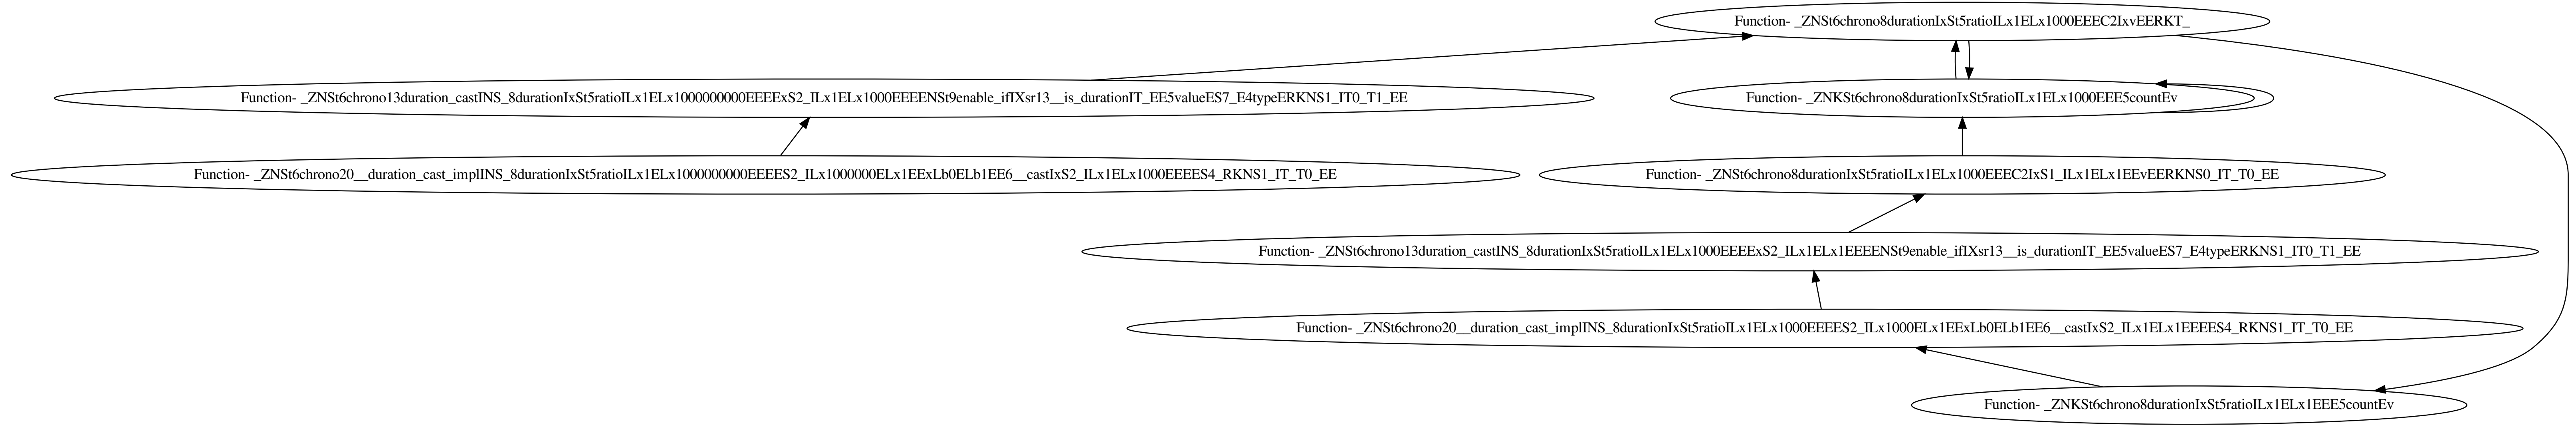 Function- _ZNSt6chrono8durationIxSt5ratioILx1ELx1000EEEC2IxvEERKT_
Function- _ZNSt6chrono13duration_castINS_8durationIxSt5ratioILx1ELx1000000000EEEExS2_ILx1ELx1000EEEENSt9enable_ifIXsr13__is_durationIT_EE5valueES7_E4typeERKNS1_IT0_T1_EE
Function- _ZNKSt6chrono8durationIxSt5ratioILx1ELx1000EEE5countEv
Function- _ZNSt6chrono20__duration_cast_implINS_8durationIxSt5ratioILx1ELx1000000000EEEES2_ILx1000000ELx1EExLb0ELb1EE6__castIxS2_ILx1ELx1000EEEES4_RKNS1_IT_T0_EE
Function- _ZNSt6chrono8durationIxSt5ratioILx1ELx1000EEEC2IxS1_ILx1ELx1EEvEERKNS0_IT_T0_EE
Function- _ZNSt6chrono13duration_castINS_8durationIxSt5ratioILx1ELx1000EEEExS2_ILx1ELx1EEEENSt9enable_ifIXsr13__is_durationIT_EE5valueES7_E4typeERKNS1_IT0_T1_EE
Function- _ZNSt6chrono20__duration_cast_implINS_8durationIxSt5ratioILx1ELx1000EEEES2_ILx1000ELx1EExLb0ELb1EE6__castIxS2_ILx1ELx1EEEES4_RKNS1_IT_T0_EE
Function- _ZNKSt6chrono8durationIxSt5ratioILx1ELx1EEE5countEv